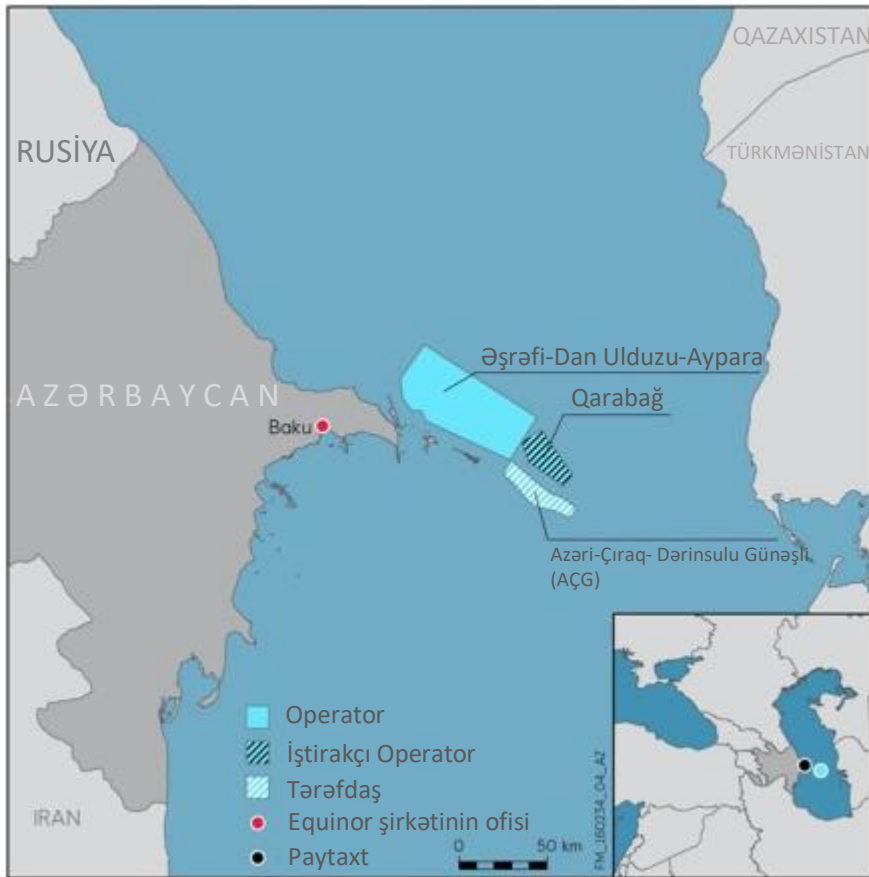 QAZAXISTAN
RUSİYA
TÜRKMƏNİSTAN
Əşrəfi-Dan Ulduzu-Aypara
AZƏRBAYCAN
Qarabağ
Baku
Azəri-Çıraq- Dərinsulu Günəşli
(AÇG)
Operator
İştirakçı Operator
Tərəfdaş
IRAN
Equinor şirkətinin ofisi
Paytaxt
0 50 km
FM_160234_04_AZ